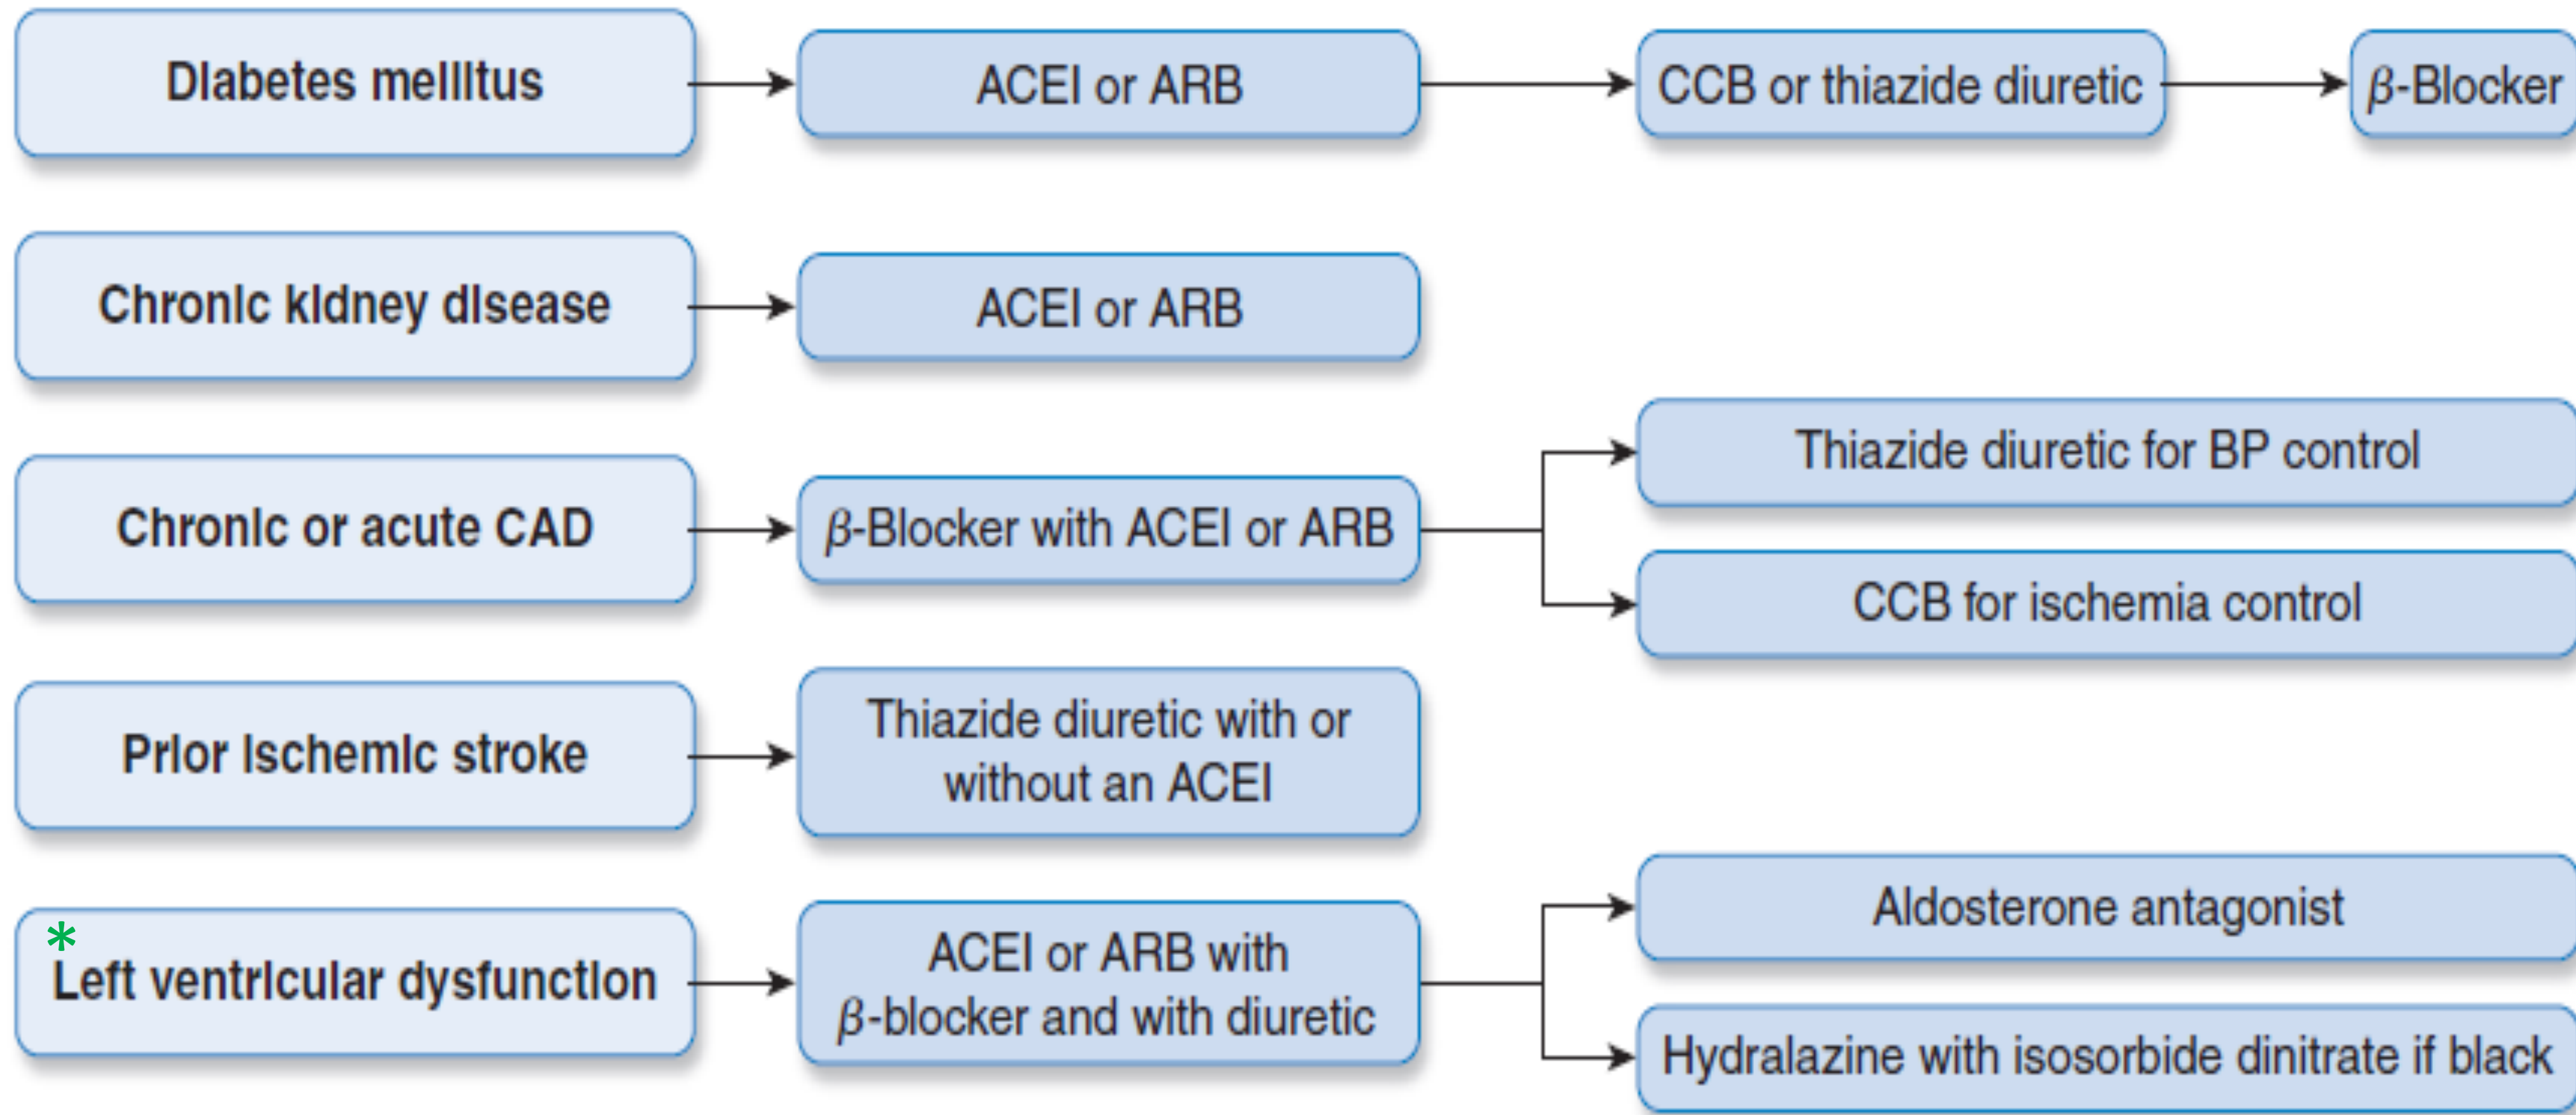 Diabetes mellitus
ACEI or ARB
CCB or thiazide diuretic
β-Blocker
Chronic kidney disease
ACEI or ARB
Chronic or acute CAD
β-Blocker with ACEI or ARB
Thiazide diuretic for BP control
CCB for ischemia control
Prior ischemic stroke
Thiazide diuretic with or
without an ACEI
*
Left ventricular dysfunction
ACEI or ARB with
β-blocker and with diuretic
Aldosterone antagonist
Hydralazine with isosorbide dinitrate if black